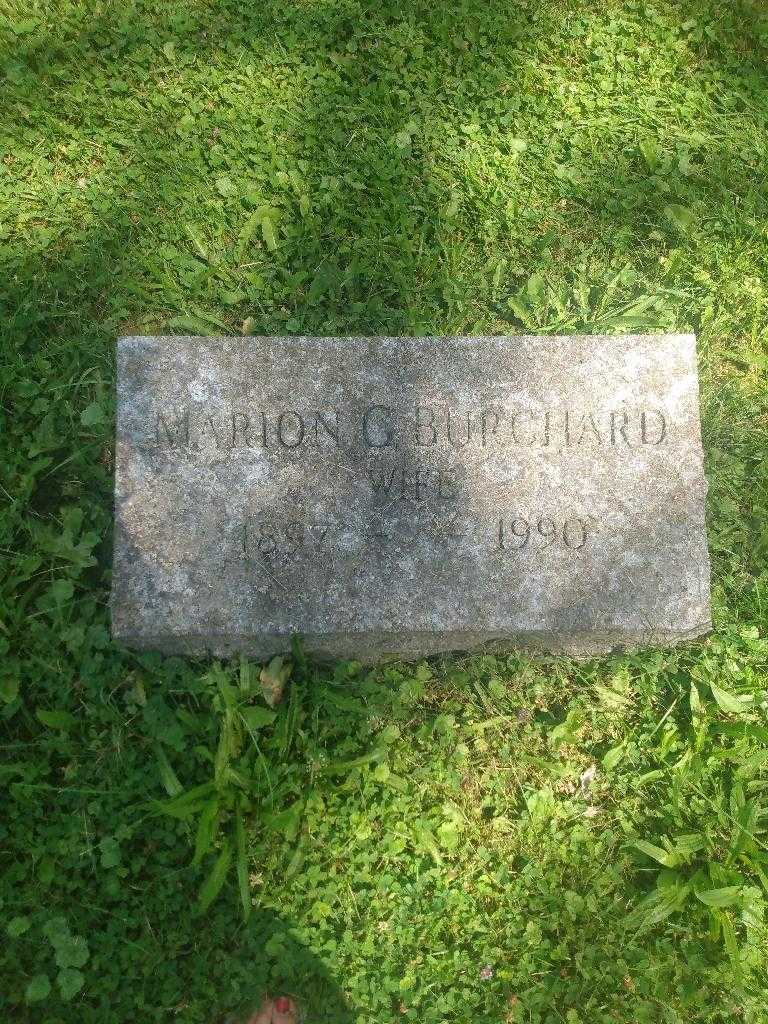 MARION G BURCHARD
WIFE
1897 – – 1990